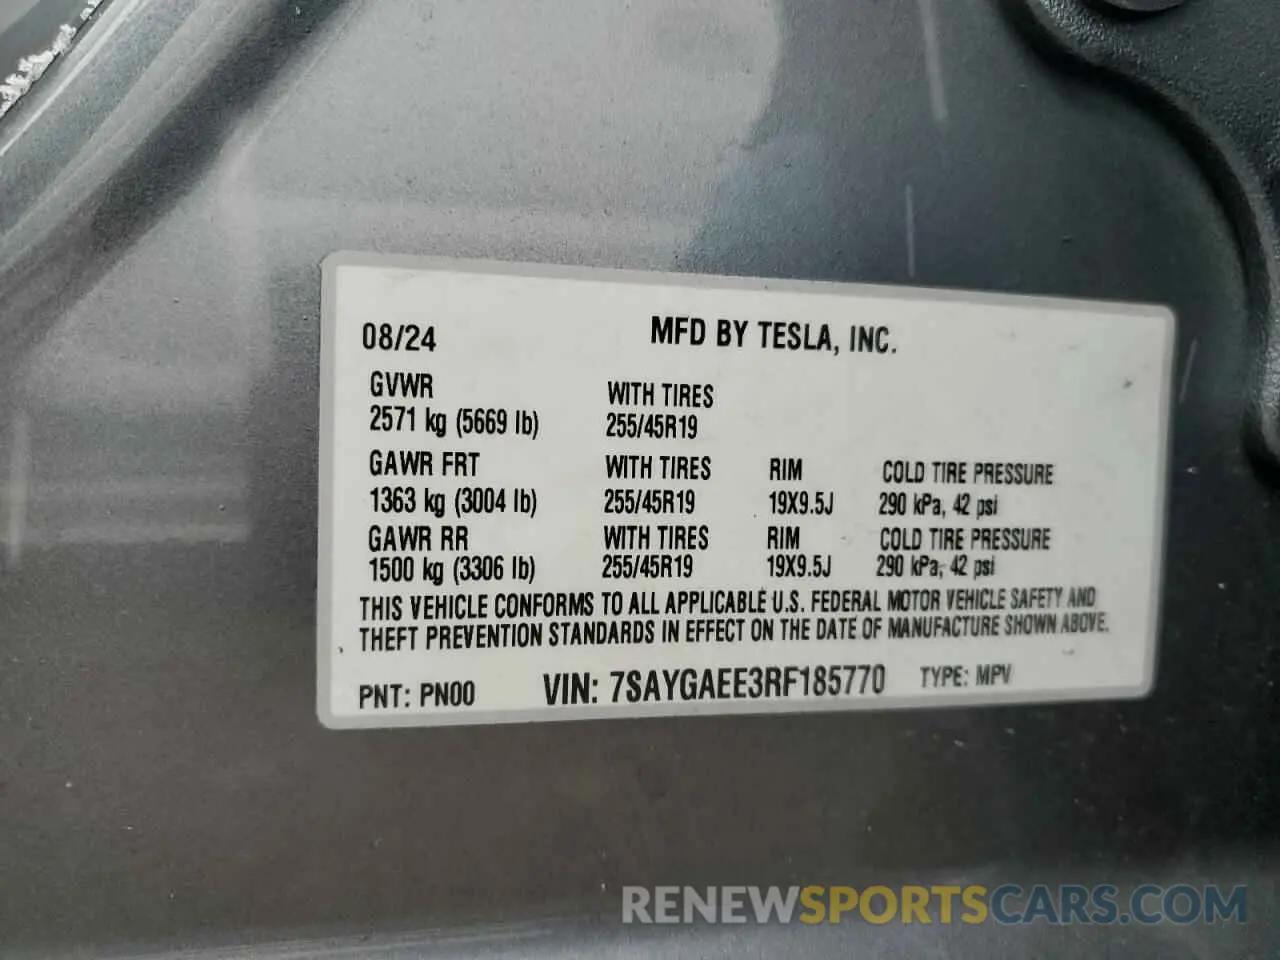 08/24 MFD BY TESLA, INC.
GVWR WITH TIRES
2571 kg (5669 lb) 255/45R19
GAWR FRT WITH TIRES RIM COLD TIRE PRESSURE
1363 kg (3004 lb) 255/45R19 19X9.5J 290 kPa, 42 psi
GAWR RR WITH TIRES RIM COLD TIRE PRESSURE
1500 kg (3306 lb) 255/45R19 19X9.5J 290 kPa, 42 psi
THIS VEHICLE CONFORMS TO ALL APPLICABLE U.S. FEDERAL MOTOR VEHICLE SAFETY AND
THEFT PREVENTION STANDARDS IN EFFECT ON THE DATE OF MANUFACTURE SHOWN ABOVE.
PNT: PN00 VIN: 7SAYGAEE3RF185770 TYPE: MPV
RENEWSPORTSCARS.COM